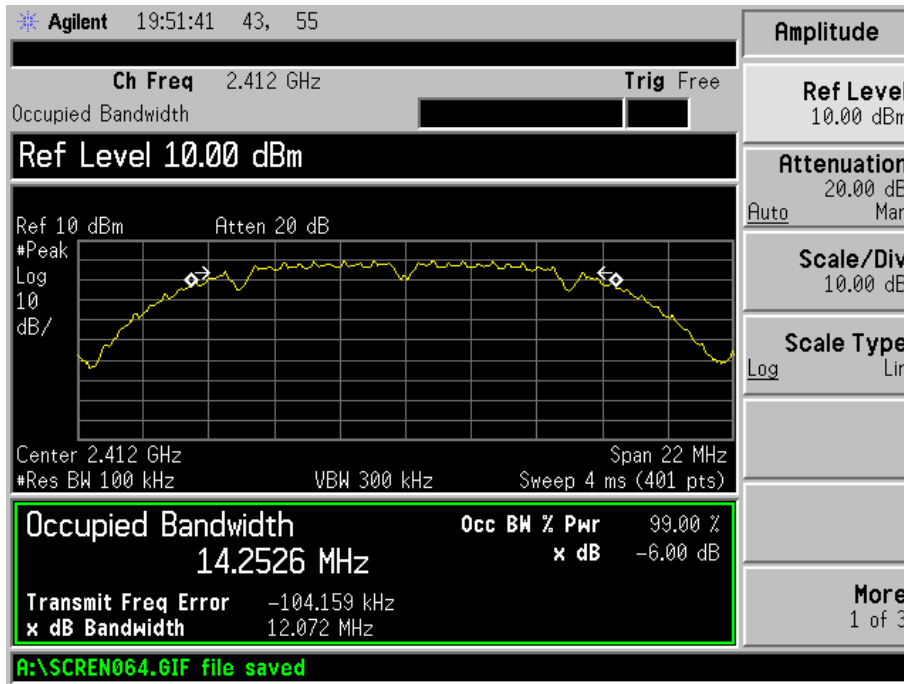 Agilent 19:51:41 43, 55
Ch Freq 2.412 GHz Trig Free
Occupied Bandwidth
Ref Level 10.00 dBm
Ref 10 dBm Atten 20 dB
#Peak
Log
10
dB/
Center 2.412 GHz Span 22 MHz
#Res BW 100 kHz VBW 300 kHz Sweep 4 ms (401 pts)
Occupied Bandwidth
14.2526 MHz
Occ BW % Pwr 99.00 %
x dB -6.00 dB
Transmit Freq Error -104.159 kHz
x dB Bandwidth 12.072 MHz
A:\SCREN064.GIF file saved
Amplitude
Ref Level
10.00 dBm
Attenuation
20.00 dB
Auto Man
Scale/Div
10.00 dB
Scale Type
Log Lin
More
1 of 3